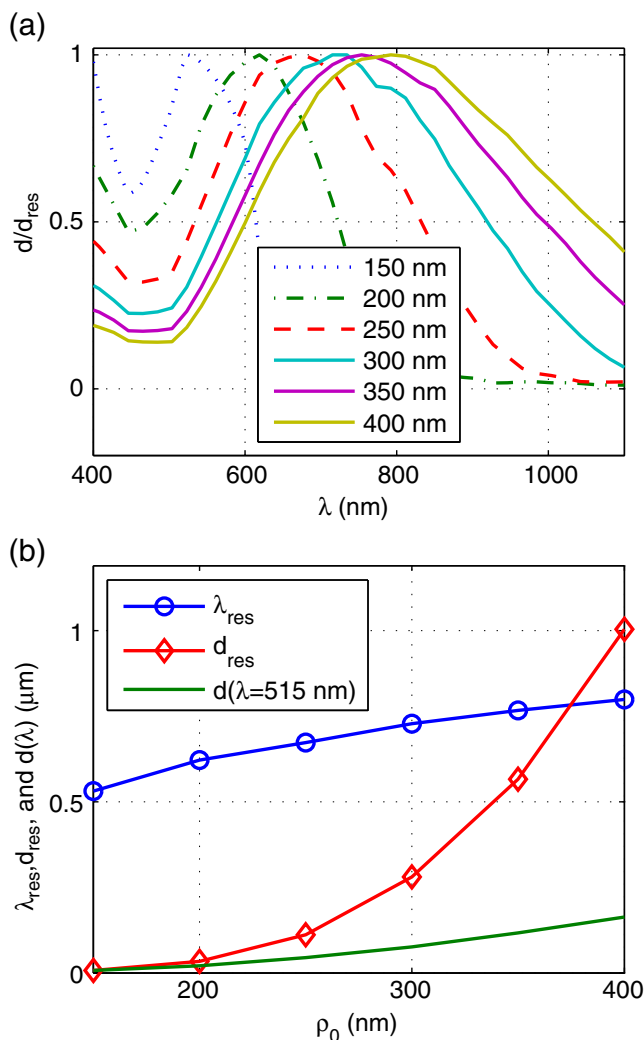 (a)
1
0.5
0
d/d_res
150 nm
200 nm
250 nm
300 nm
350 nm
400 nm
400 600 800 1000
λ (nm)
(b)
1
0.5
0
λ_res,d_res, and d(λ) (μm)
λ_res
d_res
d(λ=515 nm)
200 300 400
ρ_0 (nm)